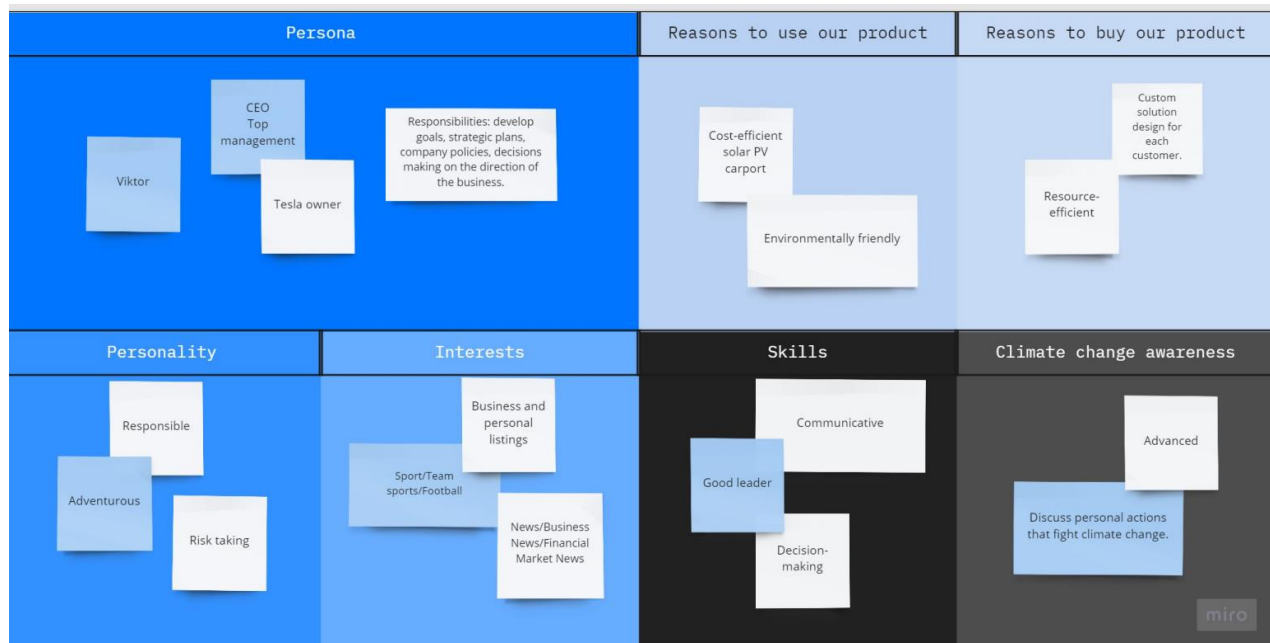 Persona
Reasons to use our product
Reasons to buy our product
Viktor
CEO
Top
management
Tesla owner
Responsibilities: develop
goals, strategic plans,
company policies, decisions
making on the direction of
the business.
Cost-efficient
solar PV
carport
Environmentally friendly
Custom
solution
design for
each
customer.
Resource-
efficient
Personality
Interests
Skills
Climate change awareness
Responsible
Adventurous
Risk taking
Business and
personal
listings
Sport/Team
sports/Football
News/Business
News/Financial
Market News
Communicative
Good leader
Decision-
making
Advanced
Discuss personal actions
that fight climate change.
miro